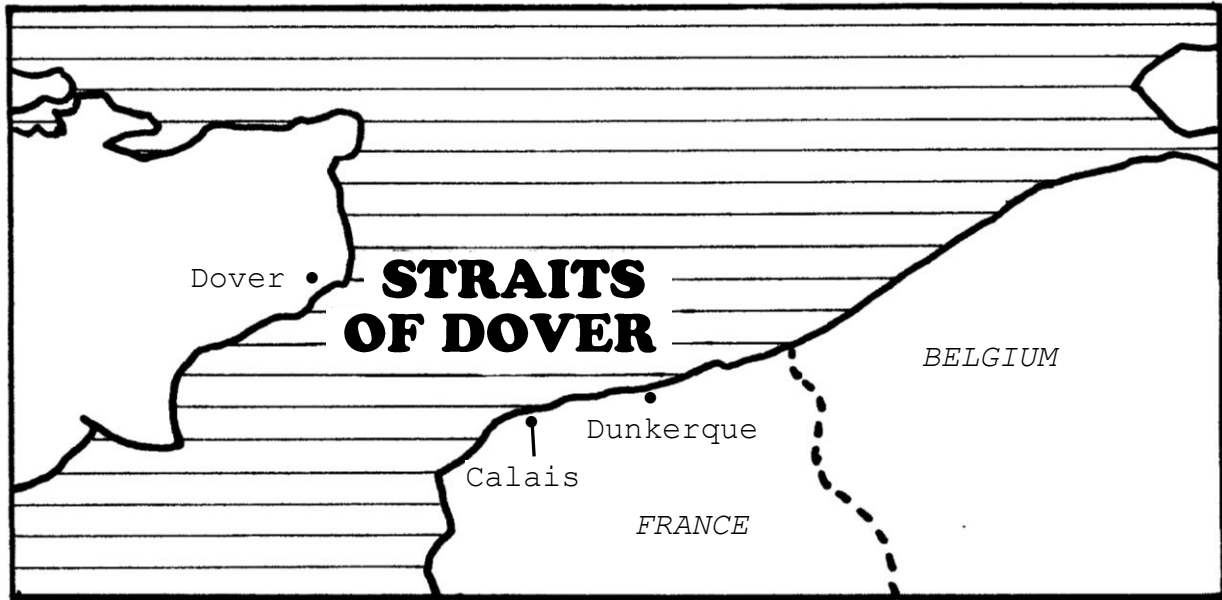 Dover
STRAITS
OF DOVER
BELGIUM
Dunkerque
Calais
FRANCE